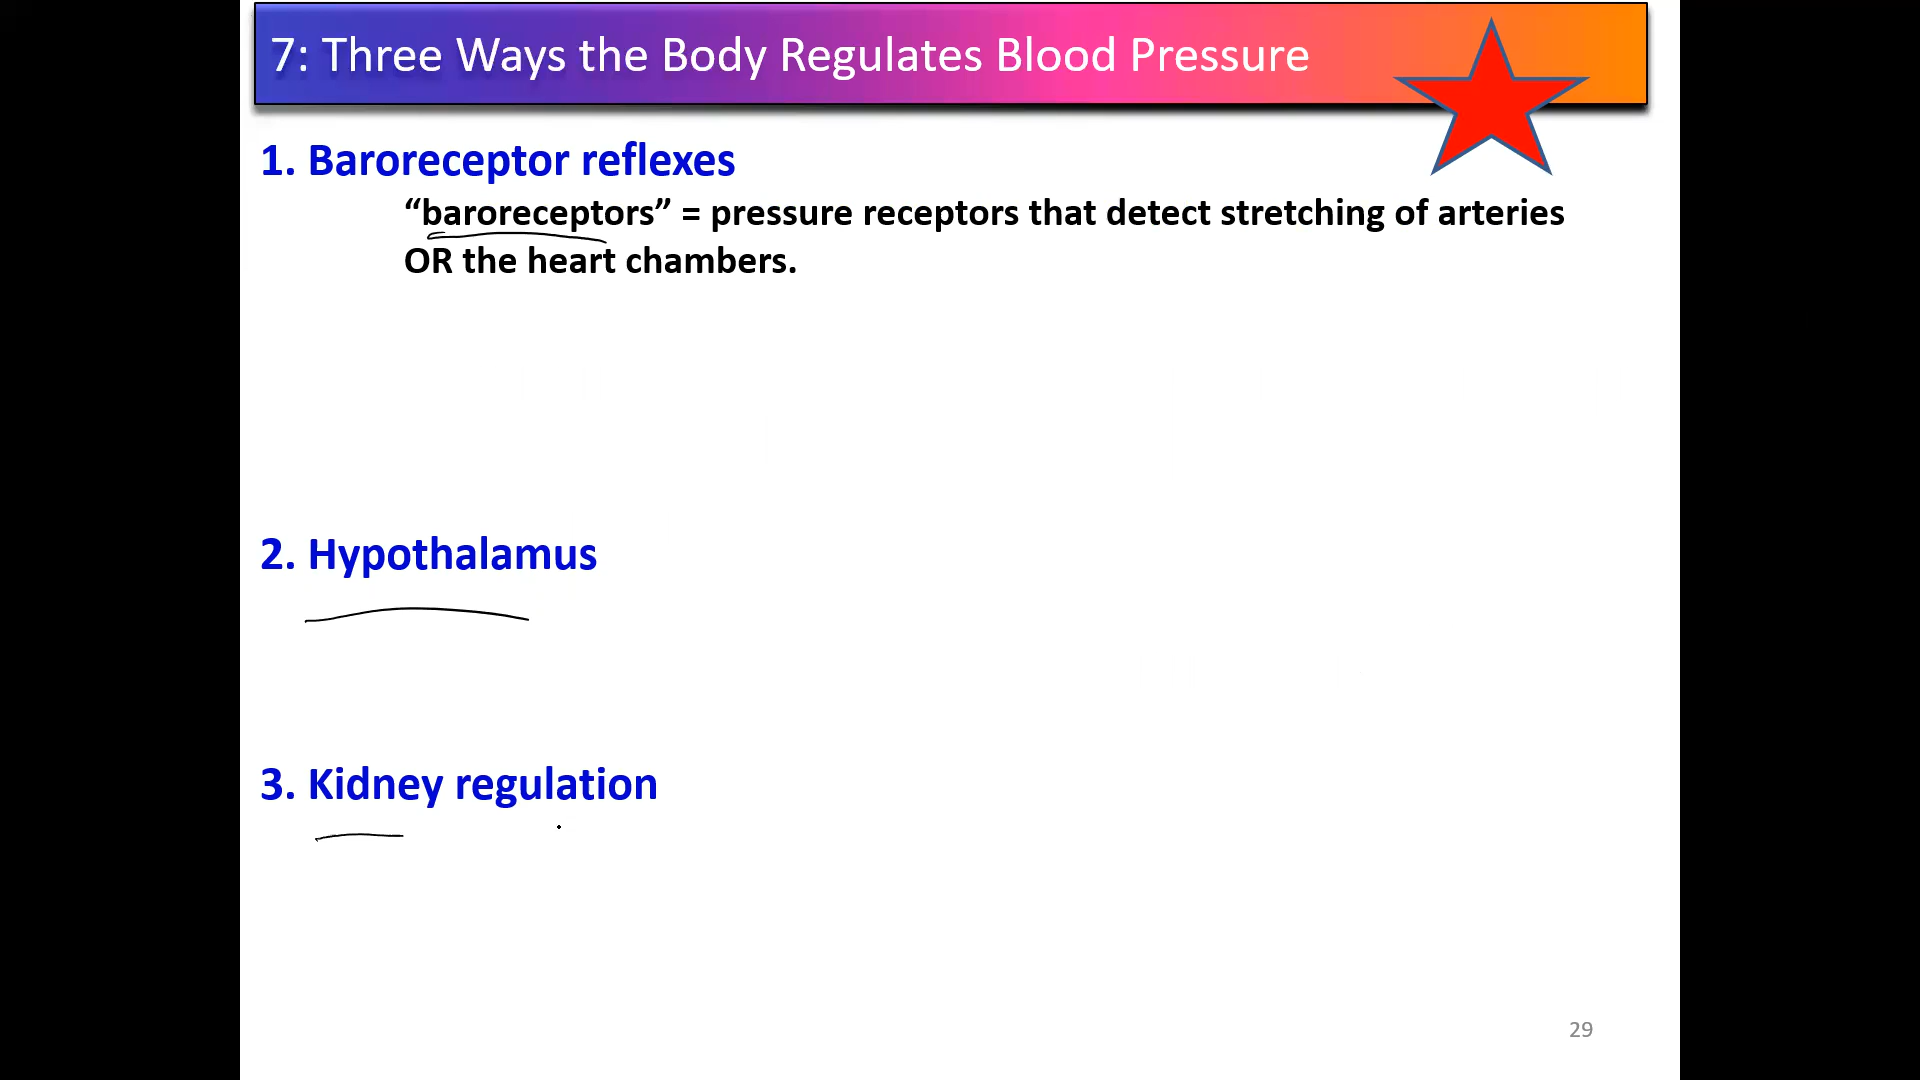 7: Three Ways the Body Regulates Blood Pressure
1. Baroreceptor reflexes
“baroreceptors” = pressure receptors that detect stretching of arteries
OR the heart chambers.
2. Hypothalamus
3. Kidney regulation
29